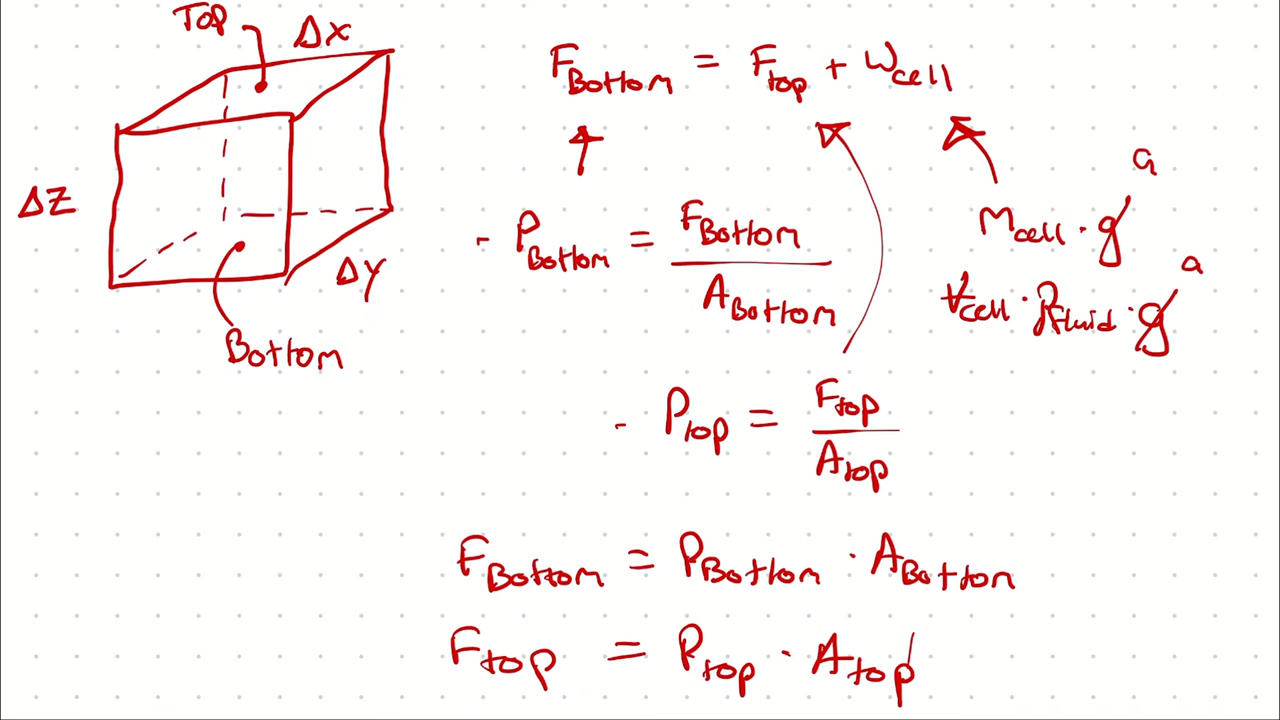 Top
ΔX
ΔZ
ΔY
Bottom
F_Bottom = F_top + W_cell
- P_Bottom = F_Bottom / A_Bottom
M_cell · g a
V_cell · ρ_fluid · g a
- P_top = F_top / A_top
F_Bottom = P_Bottom · A_Bottom
F_top = P_top · A_top